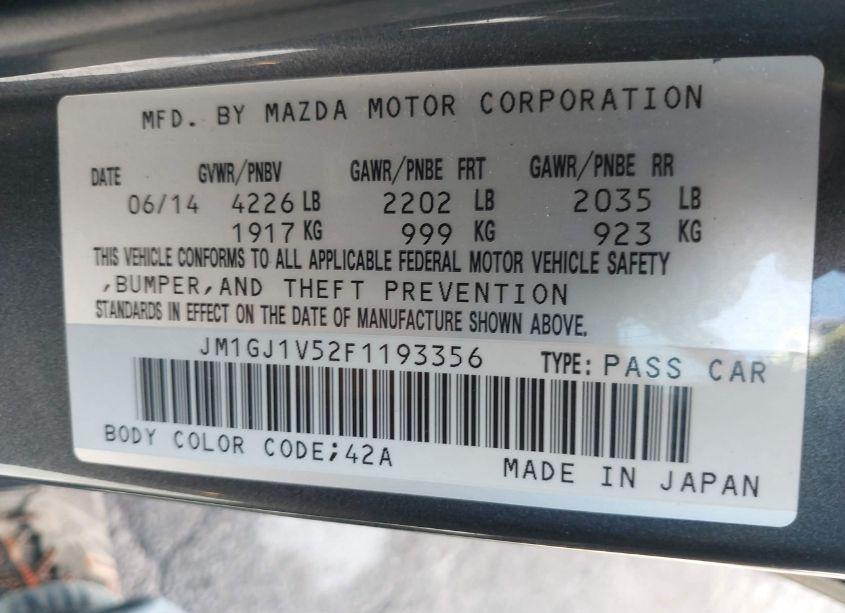 MFD. BY MAZDA MOTOR CORPORATION
DATE GVWR/PNBV GAWR/PNBE FRT GAWR/PNBE RR
06/14 4226 LB 2202 LB 2035 LB
1917 KG 999 KG 923 KG
THIS VEHICLE CONFORMS TO ALL APPLICABLE FEDERAL MOTOR VEHICLE SAFETY
,BUMPER,AND THEFT PREVENTION
STANDARDS IN EFFECT ON THE DATE OF MANUFACTURE SHOWN ABOVE.
JM1GJ1V52F1193356 TYPE: PASS CAR
BODY COLOR CODE;42A
MADE IN JAPAN